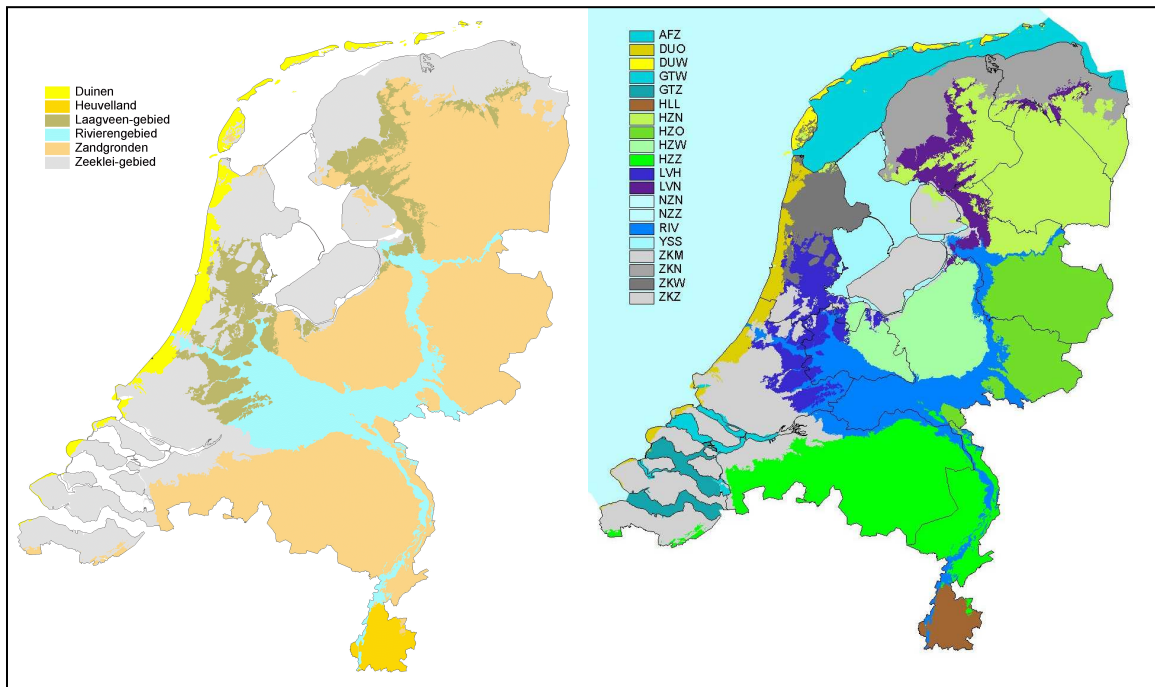 Duinen
Heuvelland
Laagveen-gebied
Rivierengebied
Zandgronden
Zeeklei-gebied
AFZ
DUO
DUW
GTW
GTZ
HLL
HZN
HZO
HZW
HZZ
LVH
LVN
NZN
NZZ
RIV
YSS
ZKM
ZKN
ZKW
ZKZ